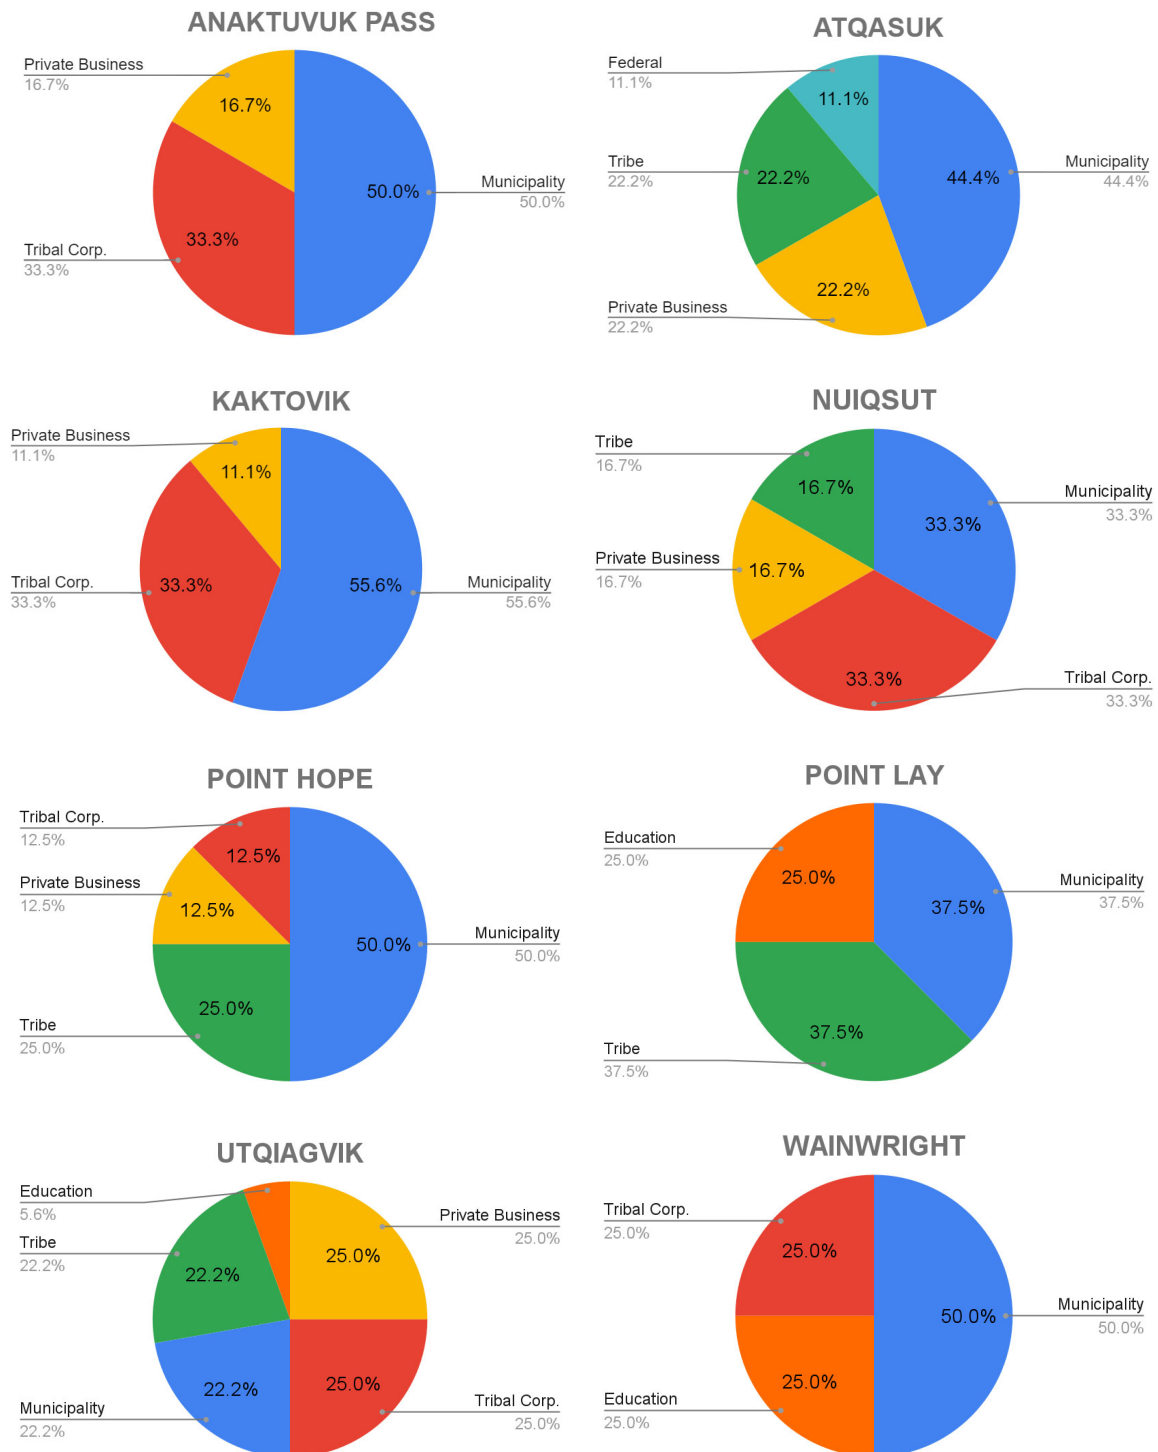 ANAKTUVUK PASS
Private Business
16.7%
16.7%
50.0%
Municipality
50.0%
33.3%
Tribal Corp.
33.3%
ATQASUK
Federal
11.1%
11.1%
Tribe
22.2%
22.2%
44.4%
Municipality
44.4%
22.2%
Private Business
22.2%
KAKTOVIK
Private Business
11.1%
11.1%
Tribal Corp.
33.3%
33.3%
55.6%
Municipality
55.6%
NUIQSUT
Tribe
16.7%
16.7%
Municipality
33.3%
33.3%
Private Business
16.7%
16.7%
33.3%
Tribal Corp.
33.3%
POINT HOPE
Tribal Corp.
12.5%
12.5%
Private Business
12.5%
12.5%
50.0%
Municipality
50.0%
25.0%
Tribe
25.0%
POINT LAY
Education
25.0%
25.0%
Municipality
37.5%
37.5%
37.5%
Tribe
37.5%
UTQIAGVIK
Education
5.6%
Private Business
25.0%
25.0%
Tribe
22.2%
22.2%
22.2%
25.0%
Municipality
22.2%
Tribal Corp.
25.0%
WAINWRIGHT
Tribal Corp.
25.0%
25.0%
50.0%
Municipality
50.0%
25.0%
Education
25.0%